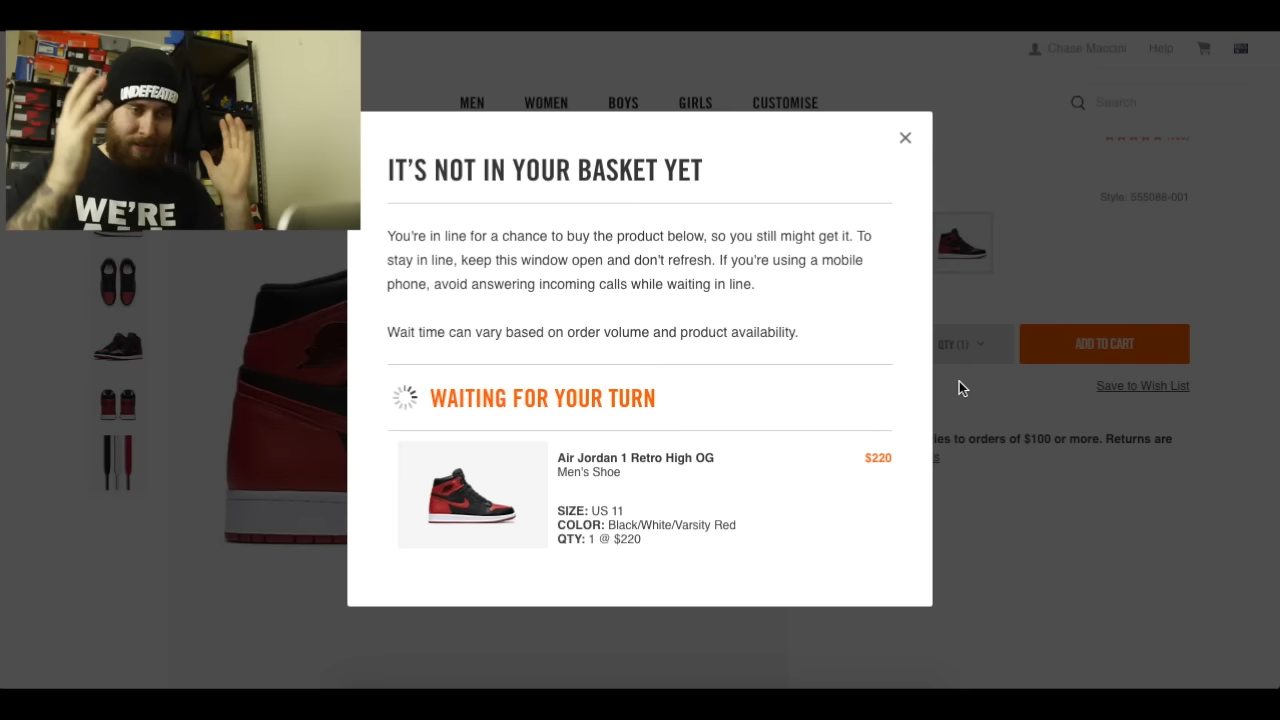 UNDEFEATED
WE'RE
Chase Maccini
Help
MEN
WOMEN
BOYS
GIRLS
CUSTOMISE
Search
IT'S NOT IN YOUR BASKET YET
Style: 555088-001
You're in line for a chance to buy the product below, so you still might get it. To
stay in line, keep this window open and don't refresh. If you're using a mobile
phone, avoid answering incoming calls while waiting in line.
Wait time can vary based on order volume and product availability.
QTY (1)
ADD TO CART
Save to Wish List
WAITING FOR YOUR TURN
ies to orders of $100 or more. Returns are
Air Jordan 1 Retro High OG
$220
Men's Shoe
SIZE: US 11
COLOR: Black/White/Varsity Red
QTY: 1 @ $220